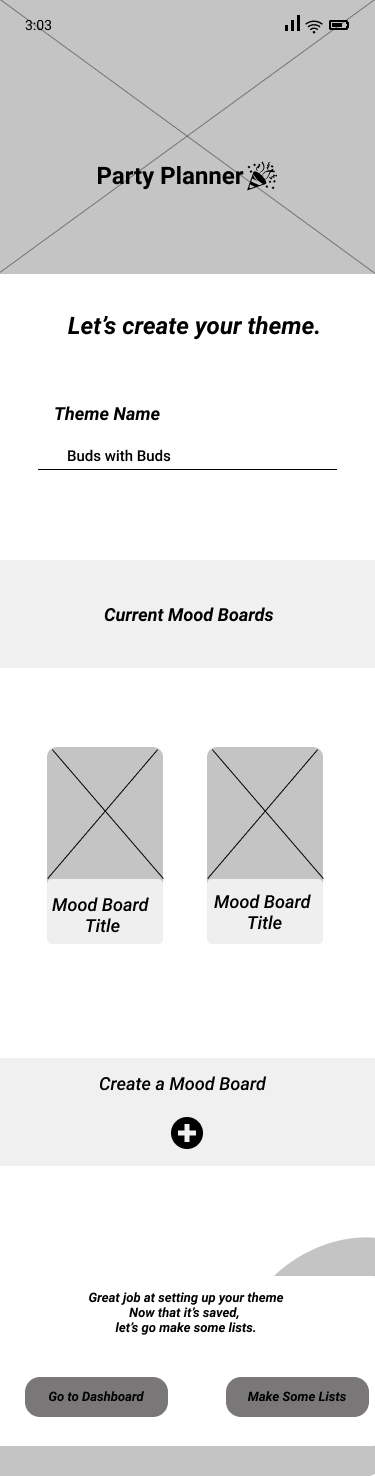 3:03
Party Planner
Let's create your theme.
Theme Name
Buds with Buds
Current Mood Boards
Mood Board
Title
Mood Board
Title
Create a Mood Board
Great job at setting up your theme
Now that it's saved,
let's go make some lists.
Go to Dashboard
Make Some Lists